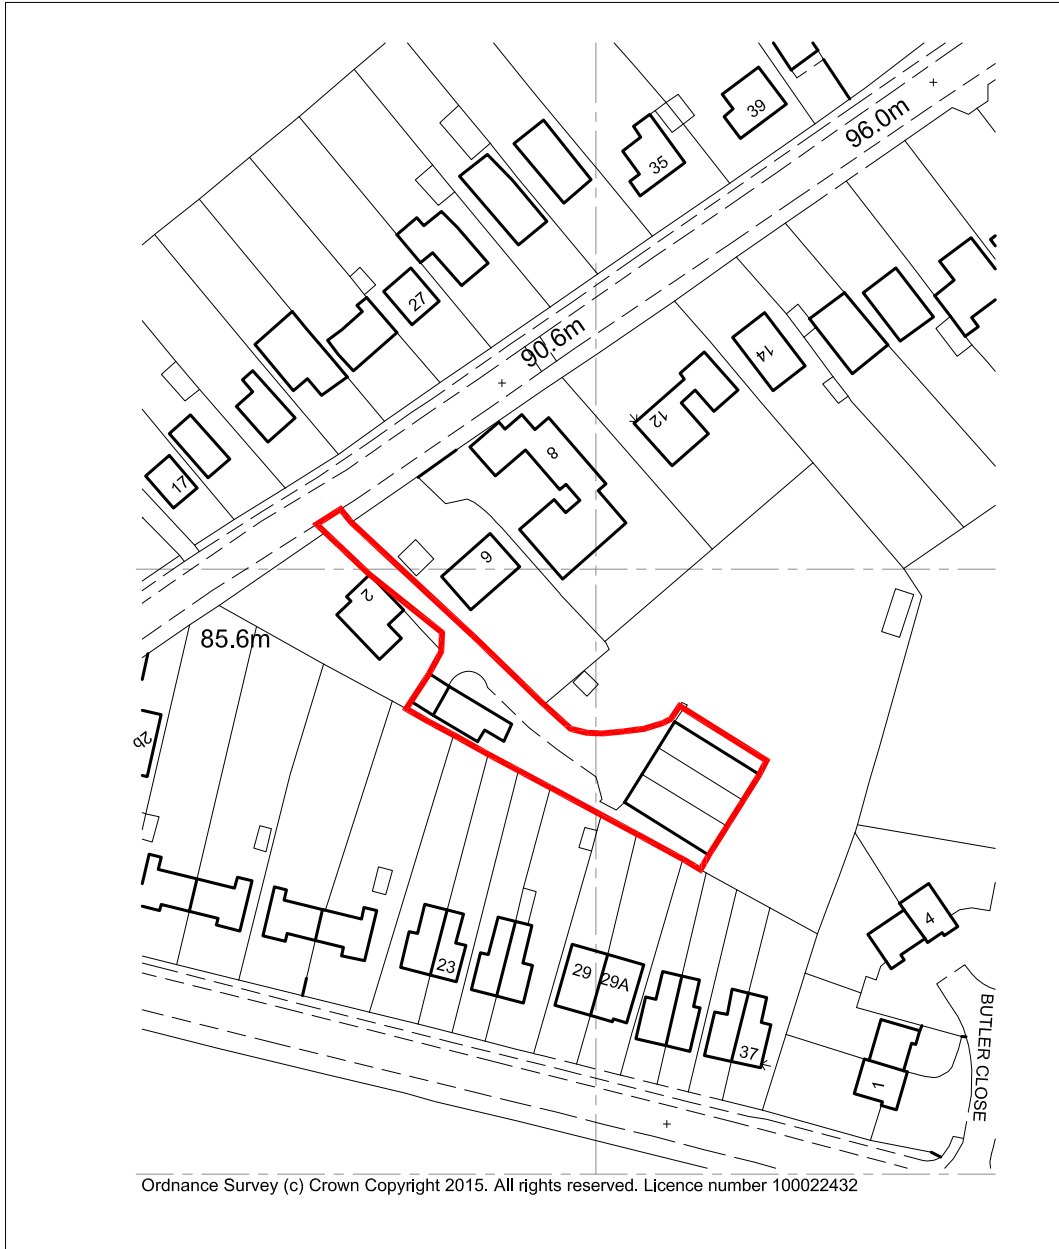 39
96.0m
35
27
90.6m
14
12
8
17
6
2
85.6m
2b
4
23
29
29A
37
1
BUTLER CLOSE
Ordnance Survey (c) Crown Copyright 2015. All rights reserved. Licence number 100022432